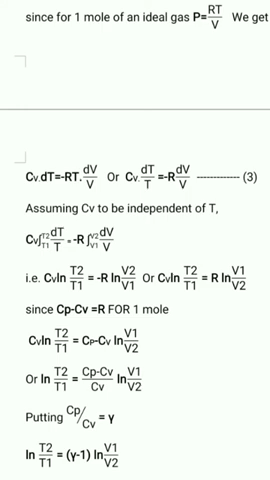 since for 1 mole of an ideal gas P=RT/V We get
Cv.dT=-RT.dV/V Or Cv.dT/T =-R dV/V ------------ (3)
Assuming Cv to be independent of T,
Cv∫T1T2 dT/T = -R ∫V1V2 dV/V
i.e. Cvln T2/T1 = -R ln V2/V1 Or Cvln T2/T1 = R ln V1/V2
since Cp-Cv =R FOR 1 mole
Cvln T2/T1 = Cp-Cv ln V1/V2
Or ln T2/T1 = Cp-Cv/Cv ln V1/V2
Putting Cp/Cv = γ
ln T2/T1 = (γ-1) ln V1/V2